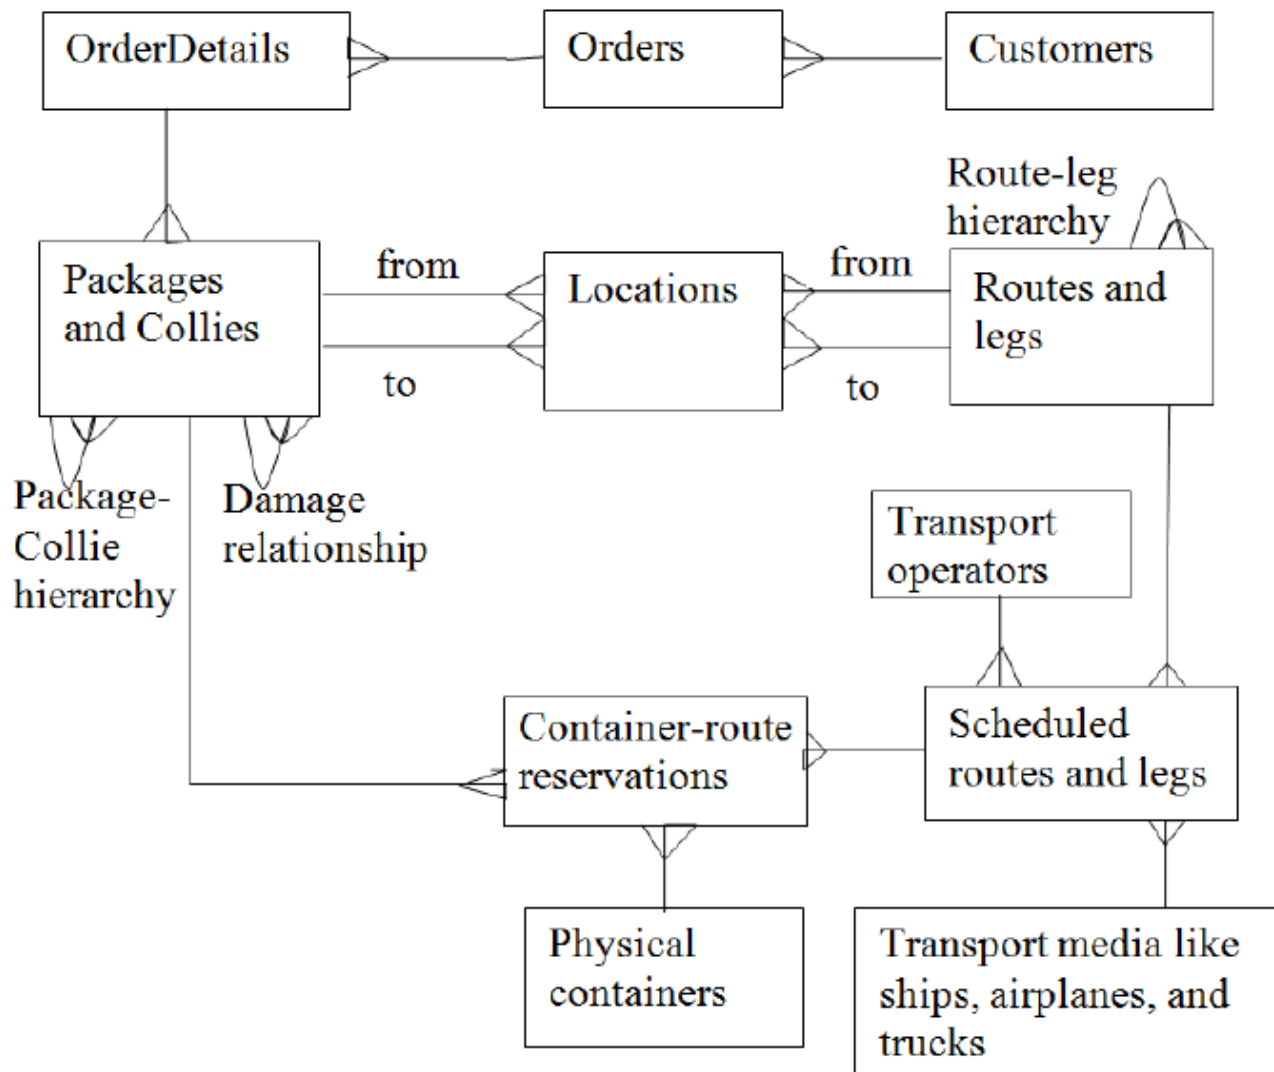 OrderDetails
Orders
Customers
Route-leg
hierarchy
Packages
and Collies
from
to
Locations
from
to
Routes and
legs
Package-
Collie
hierarchy
Damage
relationship
Transport
operators
Container-route
reservations
Scheduled
routes and legs
Physical
containers
Transport media like
ships, airplanes, and
trucks